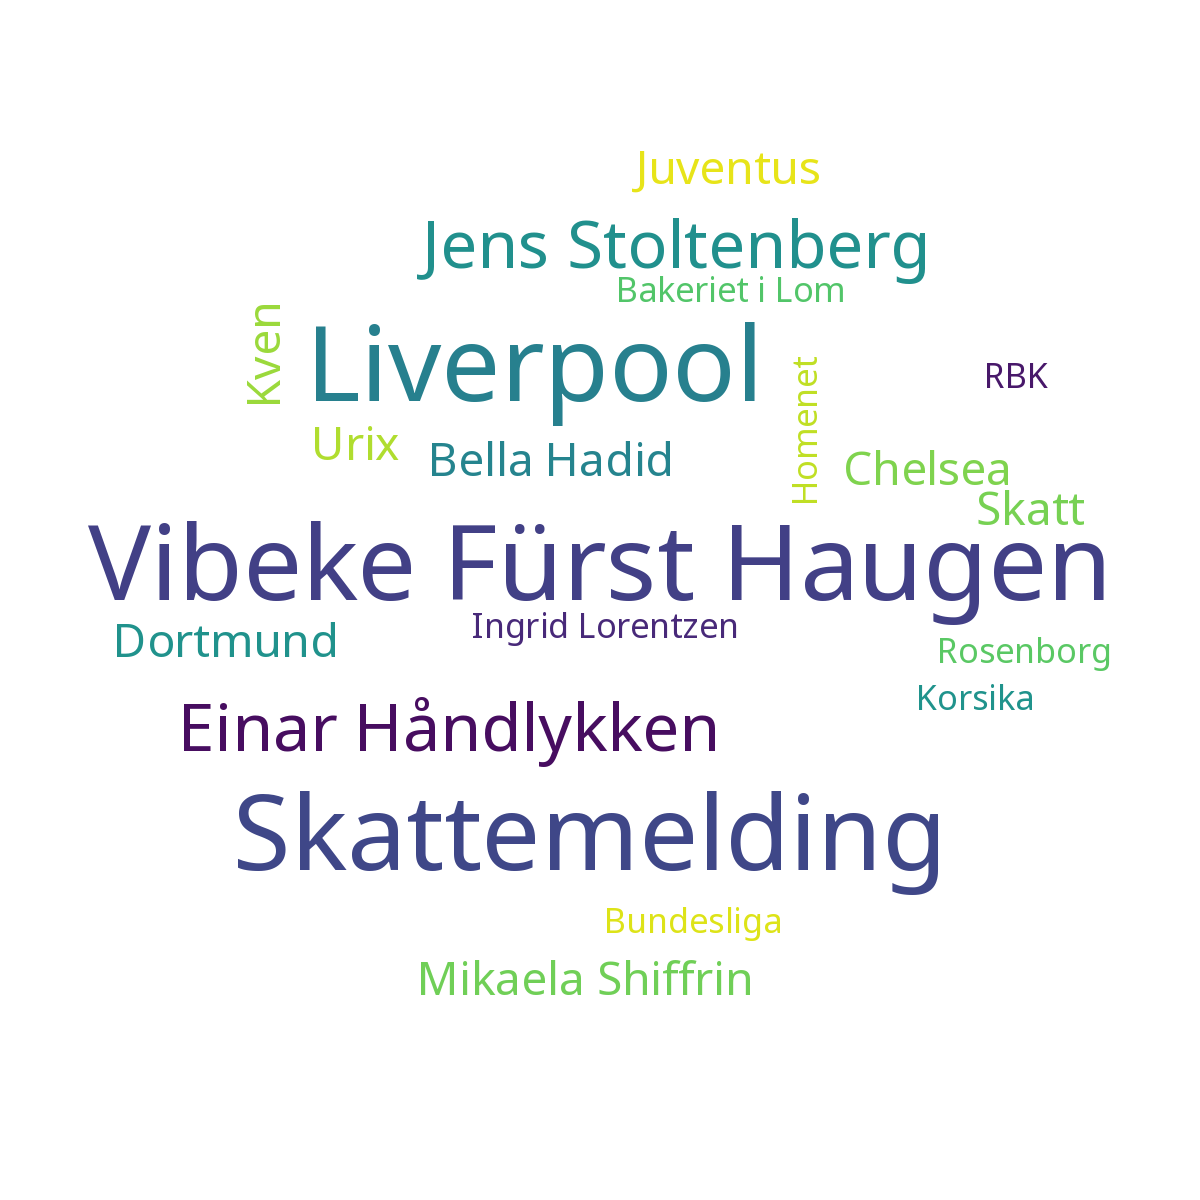 Juventus
Jens Stoltenberg
Bakeriet i Lom
Kven
Liverpool
Homenet
RBK
Urix
Bella Hadid
Chelsea
Skatt
Vibeke Fürst Haugen
Dortmund
Ingrid Lorentzen
Rosenborg
Korsika
Einar Håndlykken
Skattemelding
Bundesliga
Mikaela Shiffrin